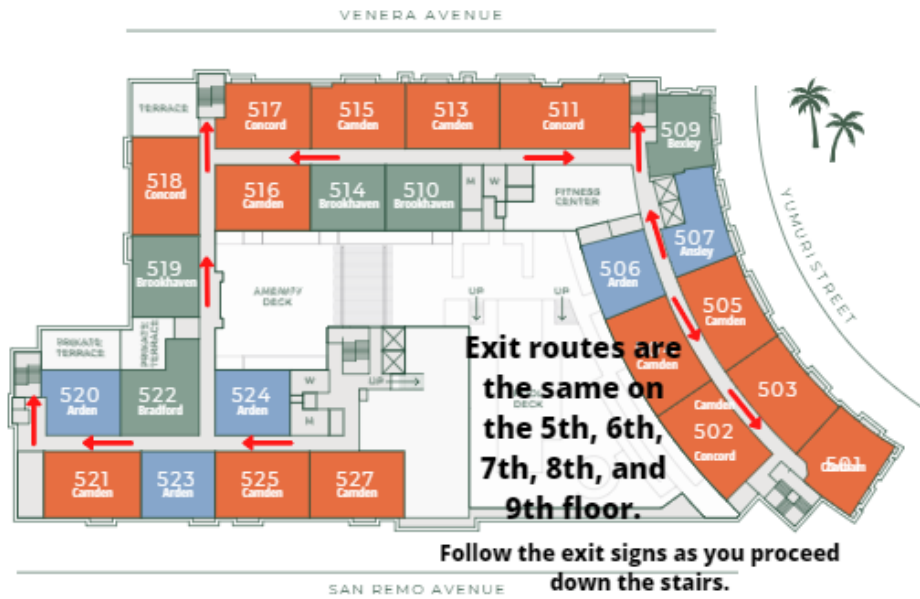 VENERA AVENUE
TERRACE
517
Concord
515
Camden
513
Camden
511
Concord
509
Bexley
518
Concord
516
Camden
514
Brookhaven
510
Brookhaven
M
W
FITNESS
CENTER
507
Ansley
YUMURI STREET
519
Brookhaven
AMENITY
DECK
UP
UP
506
Arden
505
Camden
PRIVATE
TERRACE
PRIVATE
TERRACE
Camden
503
Camden
520
Arden
522
Bradford
524
Arden
W
M
UP
DECK
502
Concord
501
521
Camden
523
Arden
525
Camden
527
Camden
Exit routes are
the same on
the 5th, 6th,
7th, 8th, and
9th floor.
Follow the exit signs as you proceed
down the stairs.
SAN REMO AVENUE